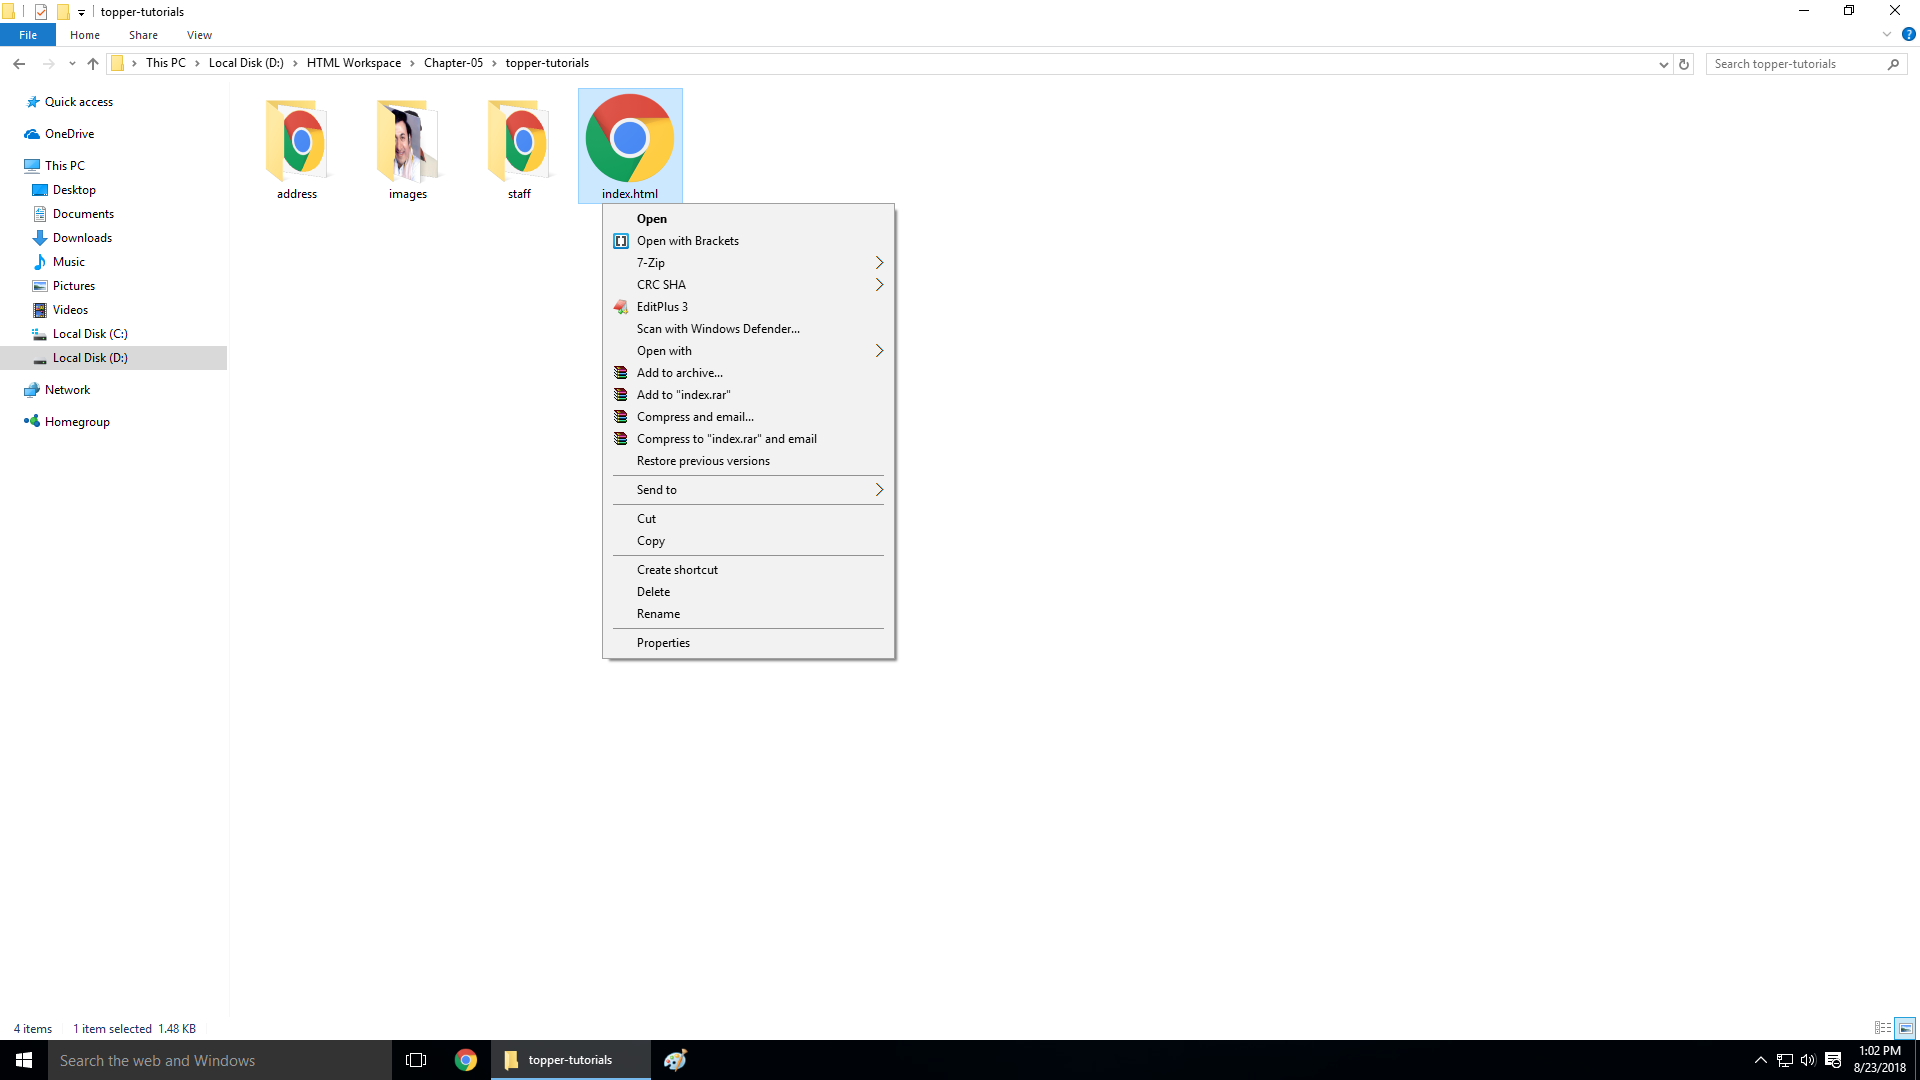 topper-tutorials
File Home Share View
This PC Local Disk (D:) HTML Workspace Chapter-05 topper-tutorials
Search topper-tutorials
Quick access
OneDrive
This PC
Desktop
Documents
Downloads
Music
Pictures
Videos
Local Disk (C:)
Local Disk (D:)
Network
Homegroup
address images staff index.html
Open
Open with Brackets
7-Zip
CRC SHA
EditPlus 3
Scan with Windows Defender...
Open with
Add to archive...
Add to "index.rar"
Compress and email...
Compress to "index.rar" and email
Restore previous versions
Send to
Cut
Copy
Create shortcut
Delete
Rename
Properties
4 items 1 item selected 1.48 KB
Search the web and Windows
topper-tutorials
1:02 PM
8/23/2018